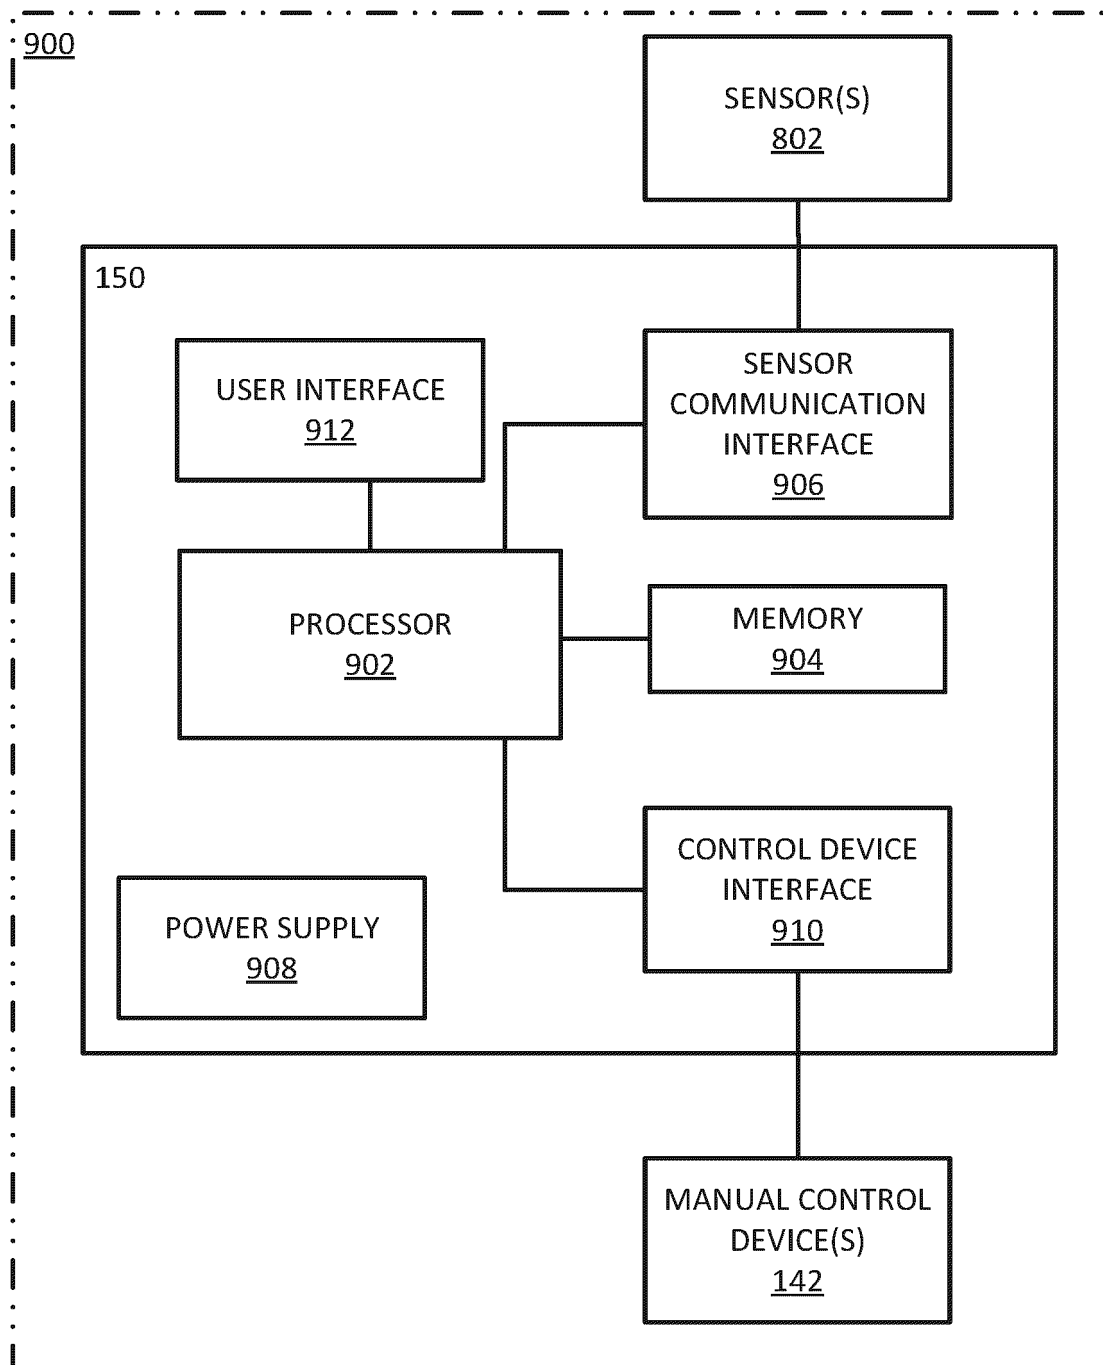 900
SENSOR(S)
802
150
USER INTERFACE
912
SENSOR
COMMUNICATION
INTERFACE
906
PROCESSOR
902
MEMORY
904
CONTROL DEVICE
INTERFACE
910
POWER SUPPLY
908
MANUAL CONTROL
DEVICE(S)
142